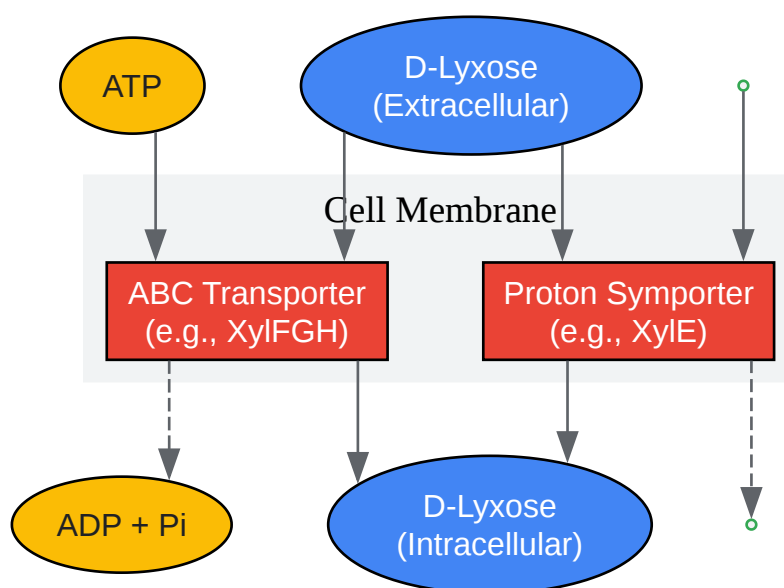 ATP
D-Lyxose
(Extracellular)
Cell Membrane
ABC Transporter
(e.g., XylFGH)
Proton Symporter
(e.g., XylE)
ADP + Pi
D-Lyxose
(Intracellular)